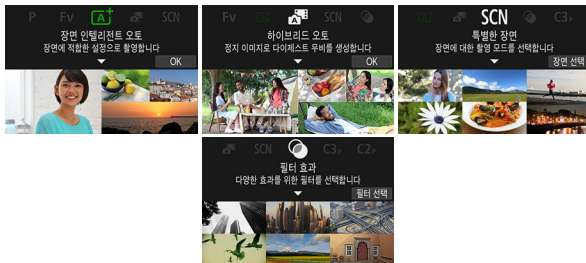 P Fv A+ SCN
장면 인텔리전트 오토
장면에 적합한 설정으로 촬영합니다
OK
Fv A+ SCN
하이브리드 오토
정지 이미지로 다이제스트 무비를 생성합니다
OK
A+ SCN C3
특별한 장면
장면에 대한 촬영 모드를 선택합니다
장면 선택
SCN C3 C2
필터 효과
다양한 효과를 위한 필터를 선택합니다
필터 선택